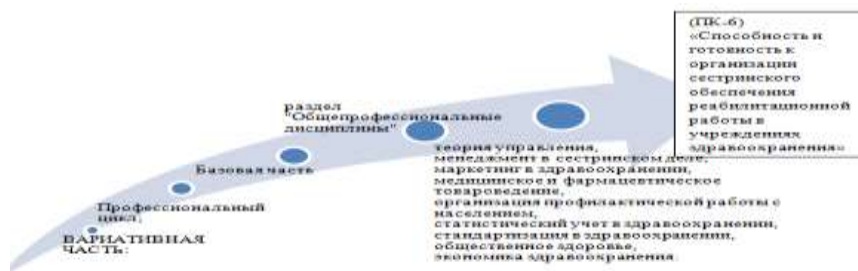 (ПК-6)
«Способность и
готовность к
организации
сестринского
обеспечения
реабилитационной
работы в
учреждениях
здравоохранения»
раздел
"Общепрофессиональные
дисциплины"
теория управления,
менеджмент в сестринском деле,
маркетинг в здравоохранении,
медицинское и фармацевтическое
товароведение,
организация профилактической работы с
населением,
статистический учет в здравоохранении,
стандартизация в здравоохранении,
общественное здоровье,
экономика здравоохранения.
Базовая часть
Профессиональный
цикл;
ВАРИАТИВНАЯ
ЧАСТЬ: